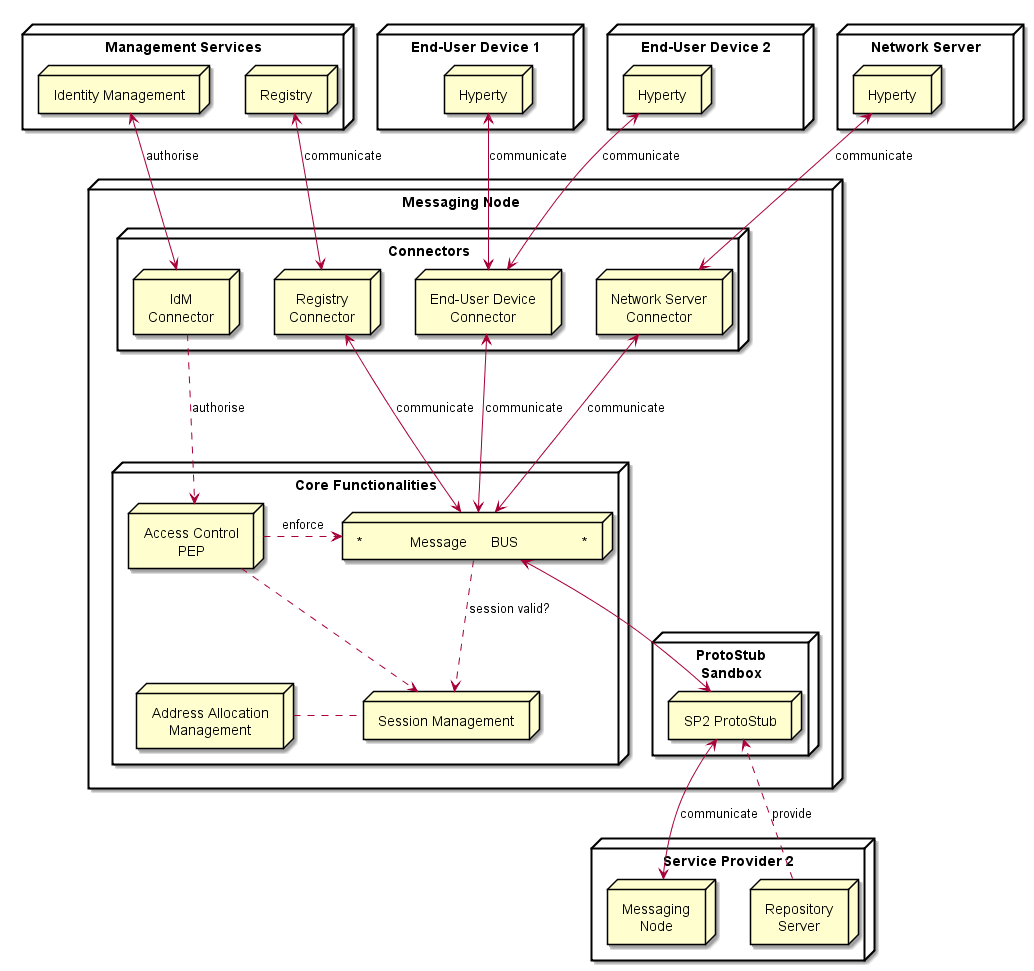 Management Services
End-User Device 1
End-User Device 2
Network Server
Identity Management
Registry
Hyperty
Hyperty
Hyperty
authorise
communicate
communicate
communicate
communicate
Messaging Node
Connectors
IdM
Connector
Registry
Connector
End-User Device
Connector
Network Server
Connector
authorise
communicate
communicate
communicate
Core Functionalities
Access Control
PEP
enforce
* Message BUS *
session valid?
ProtoStub
Sandbox
Address Allocation
Management
Session Management
SP2 ProtoStub
communicate
provide
Service Provider 2
Messaging
Node
Repository
Server